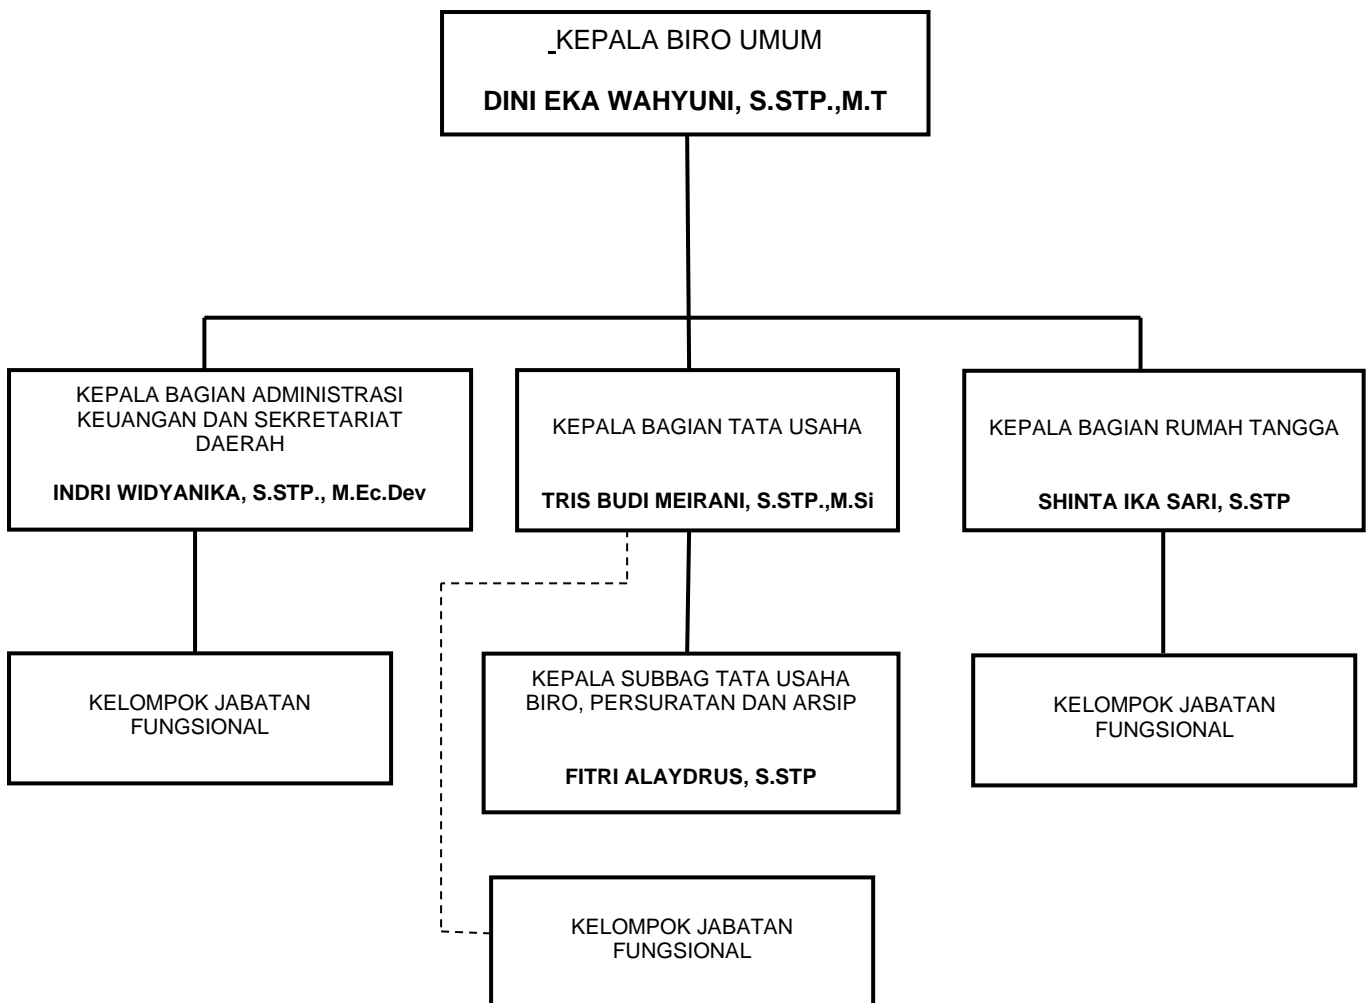 KEPALA BIRO UMUM
DINI EKA WAHYUNI, S.STP.,M.T
KEPALA BAGIAN ADMINISTRASI
KEUANGAN DAN SEKRETARIAT
DAERAH
INDRI WIDYANIKA, S.STP., M.Ec.Dev
KEPALA BAGIAN TATA USAHA
TRIS BUDI MEIRANI, S.STP.,M.Si
KEPALA BAGIAN RUMAH TANGGA
SHINTA IKA SARI, S.STP
KELOMPOK JABATAN
FUNGSIONAL
KEPALA SUBBAG TATA USAHA
BIRO, PERSURATAN DAN ARSIP
FITRI ALAYDRUS, S.STP
KELOMPOK JABATAN
FUNGSIONAL
KELOMPOK JABATAN
FUNGSIONAL